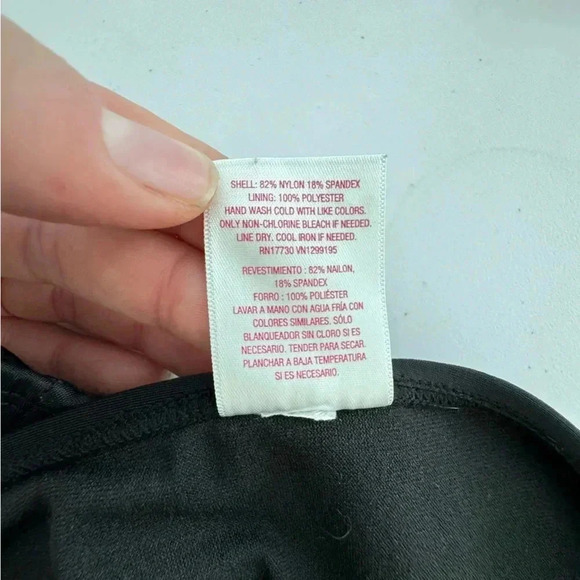 SHELL: 82% NYLON 18% SPANDEX
LINING: 100% POLYESTER
HAND WASH COLD WITH LIKE COLORS.
ONLY NON-CHLORINE BLEACH IF NEEDED.
LINE DRY. COOL IRON IF NEEDED.
RN17730 VN1299195
REVESTIMIENTO : 82% NAILON,
18% SPANDEX
FORRO : 100% POLIÉSTER
LAVAR A MANO CON AGUA FRÍA CON
COLORES SIMILARES. SÓLO
BLANQUEADOR SIN CLORO SI ES
NECESARIO. TENDER PARA SECAR.
PLANCHAR A BAJA TEMPERATURA
SI ES NECESARIO.